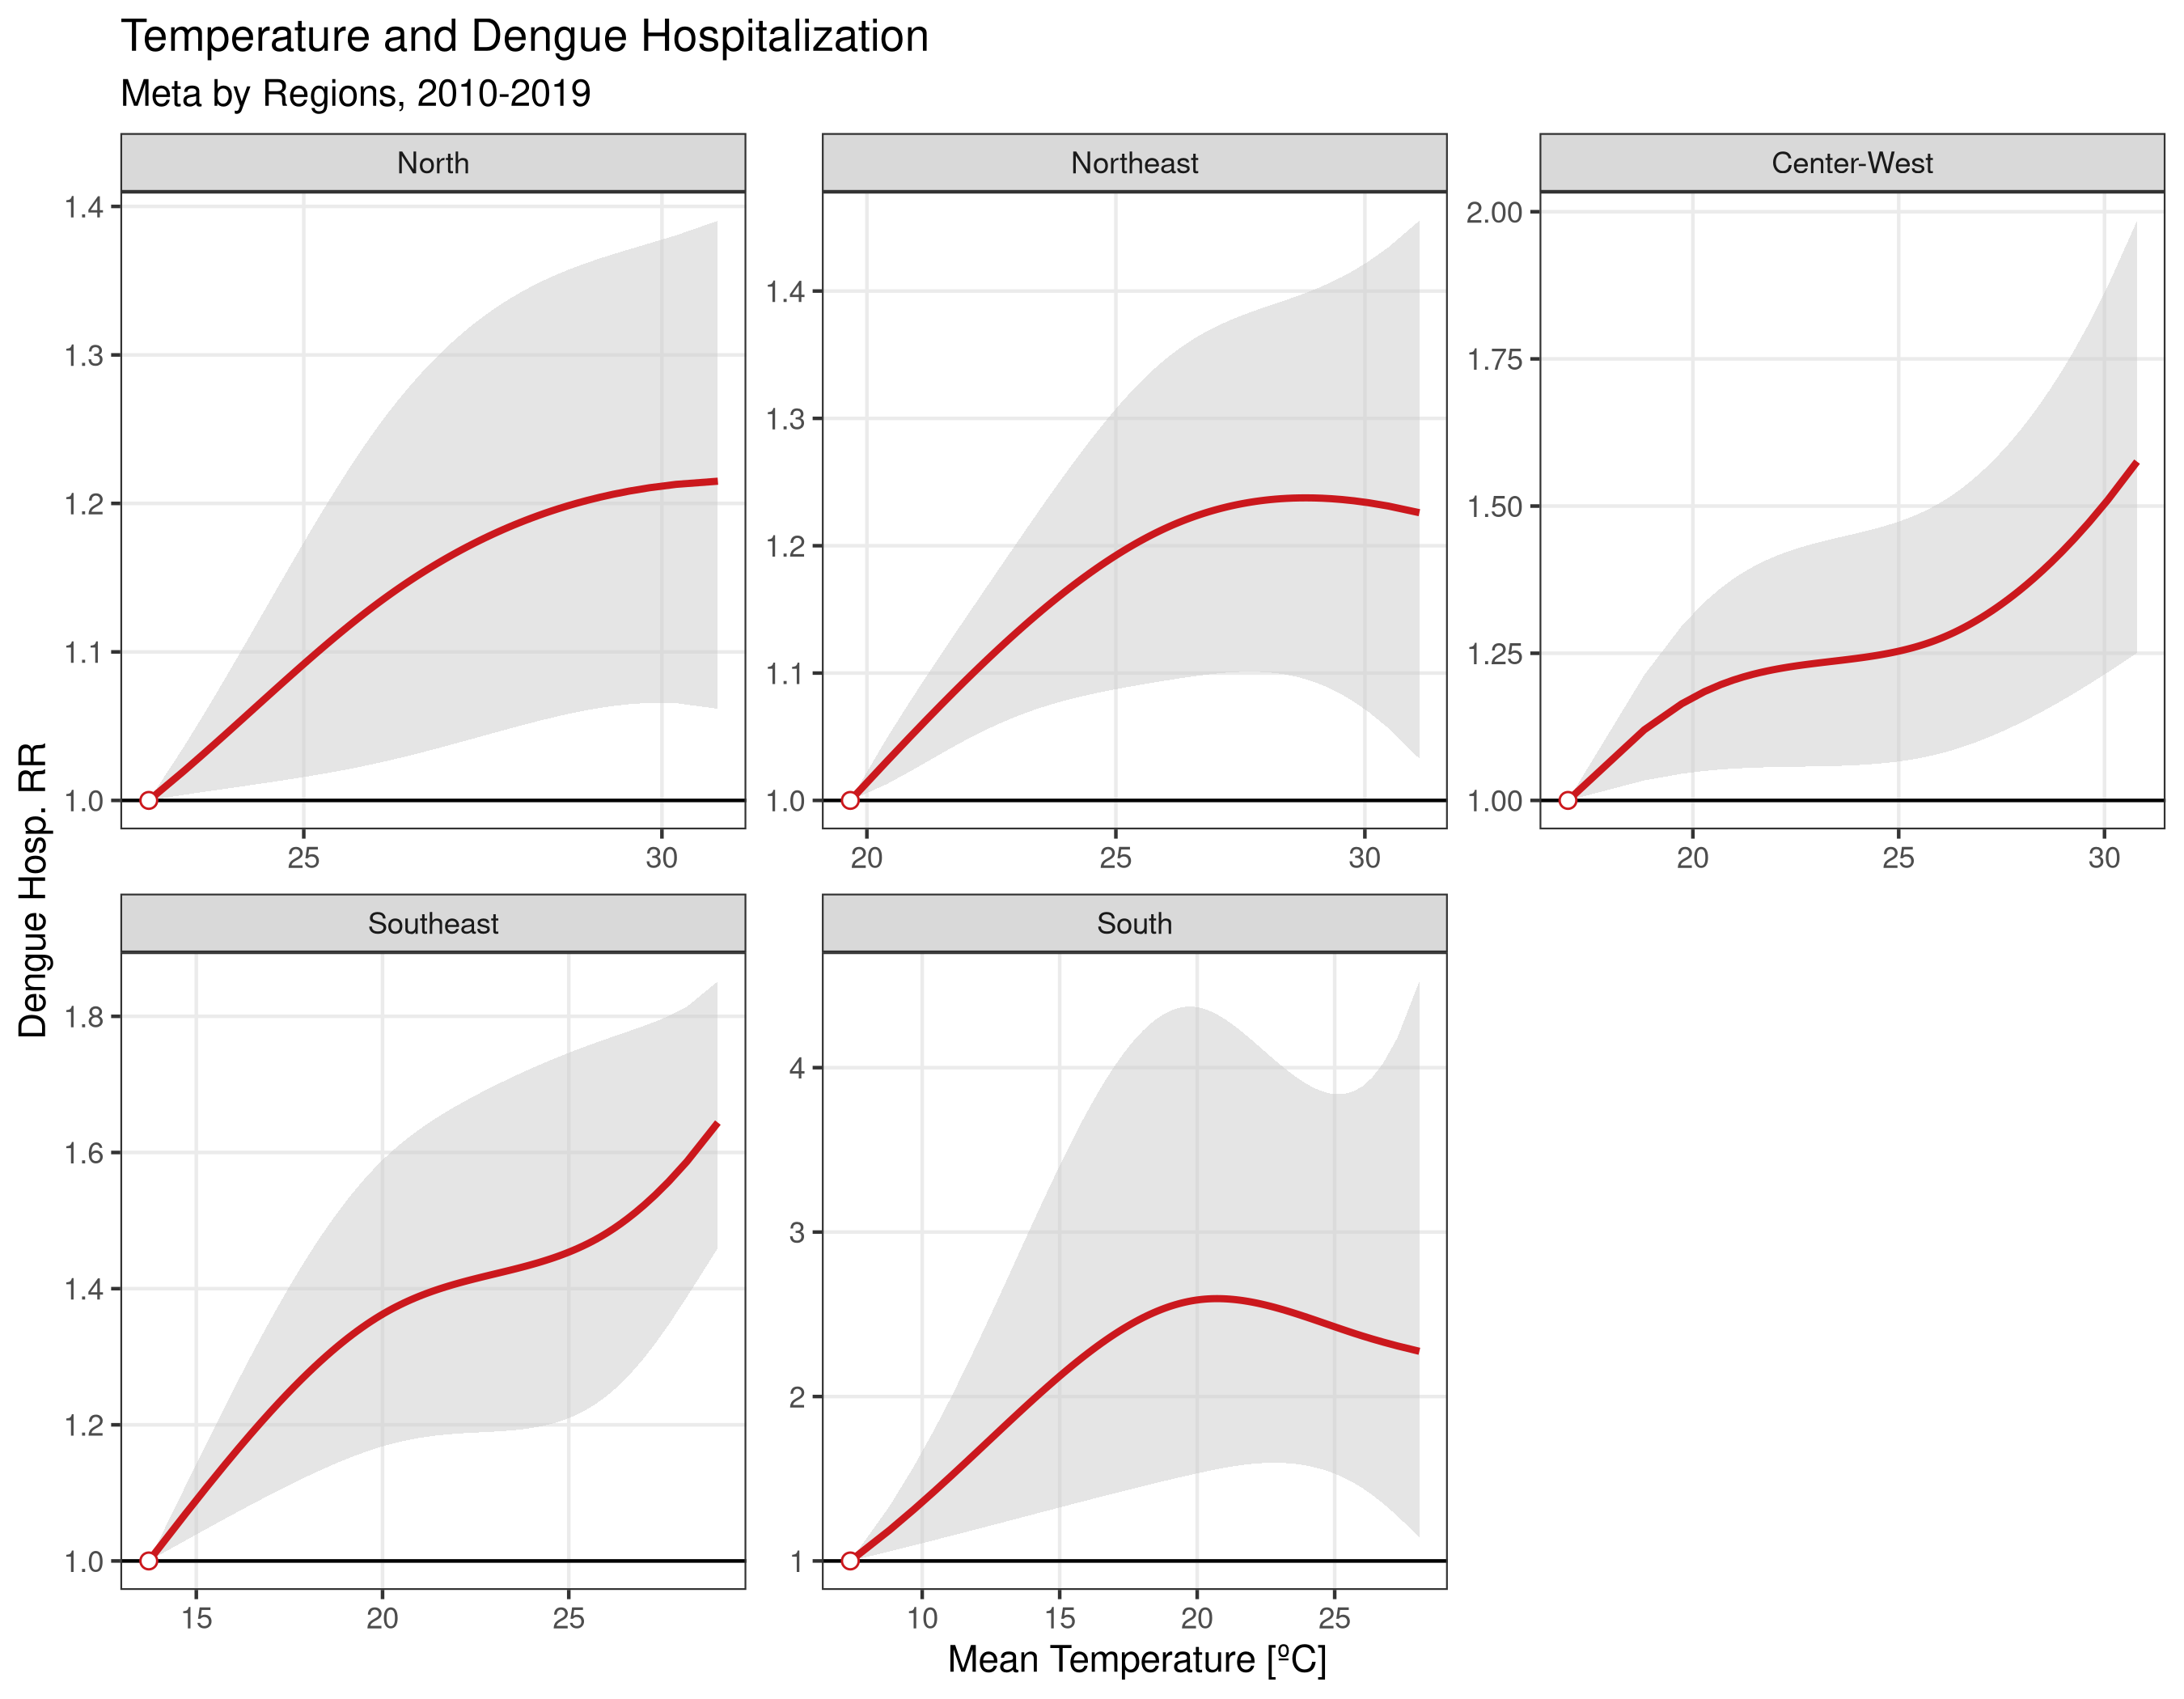 Temperature and Dengue Hospitalization
Meta by Regions, 2010-2019
North
1.4
1.3
1.2
1.1
1.0
25 30
Northeast
1.4
1.3
1.2
1.1
1.0
20 25 30
Center-West
2.00
1.75
1.50
1.25
1.00
20 25 30
Southeast
1.8
1.6
1.4
1.2
1.0
15 20 25
South
4
3
2
1
10 15 20 25
Dengue Hosp. RR
Mean Temperature [ºC]